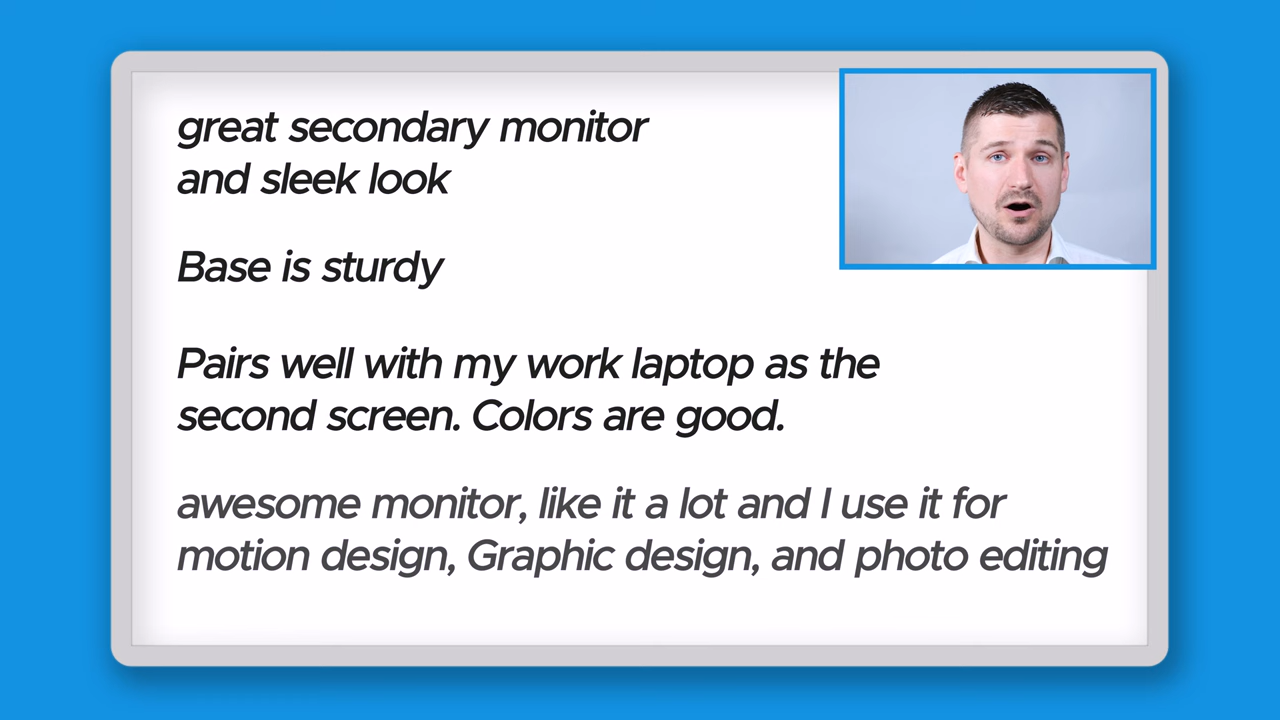 great secondary monitor
and sleek look
Base is sturdy
Pairs well with my work laptop as the
second screen. Colors are good.
awesome monitor, like it a lot and I use it for
motion design, Graphic design, and photo editing